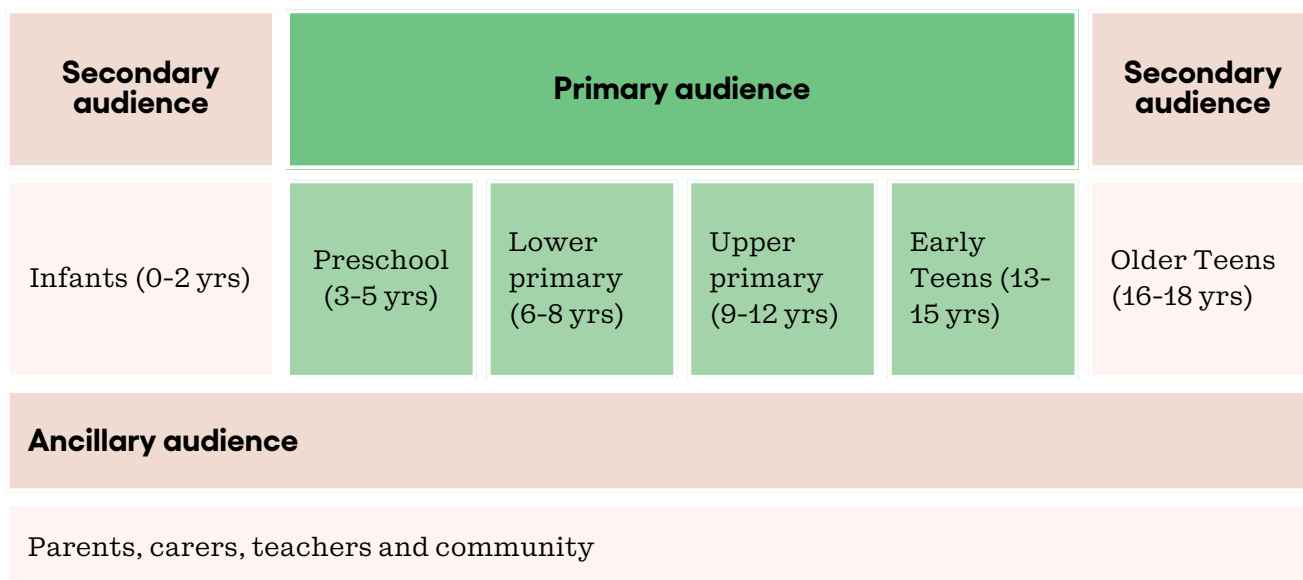 Secondary
audience
Primary audience
Secondary
audience
Infants (0-2 yrs)
Preschool
(3-5 yrs)
Lower
primary
(6-8 yrs)
Upper
primary
(9-12 yrs)
Early
Teens (13-
15 yrs)
Older Teens
(16-18 yrs)
Ancillary audience
Parents, carers, teachers and community